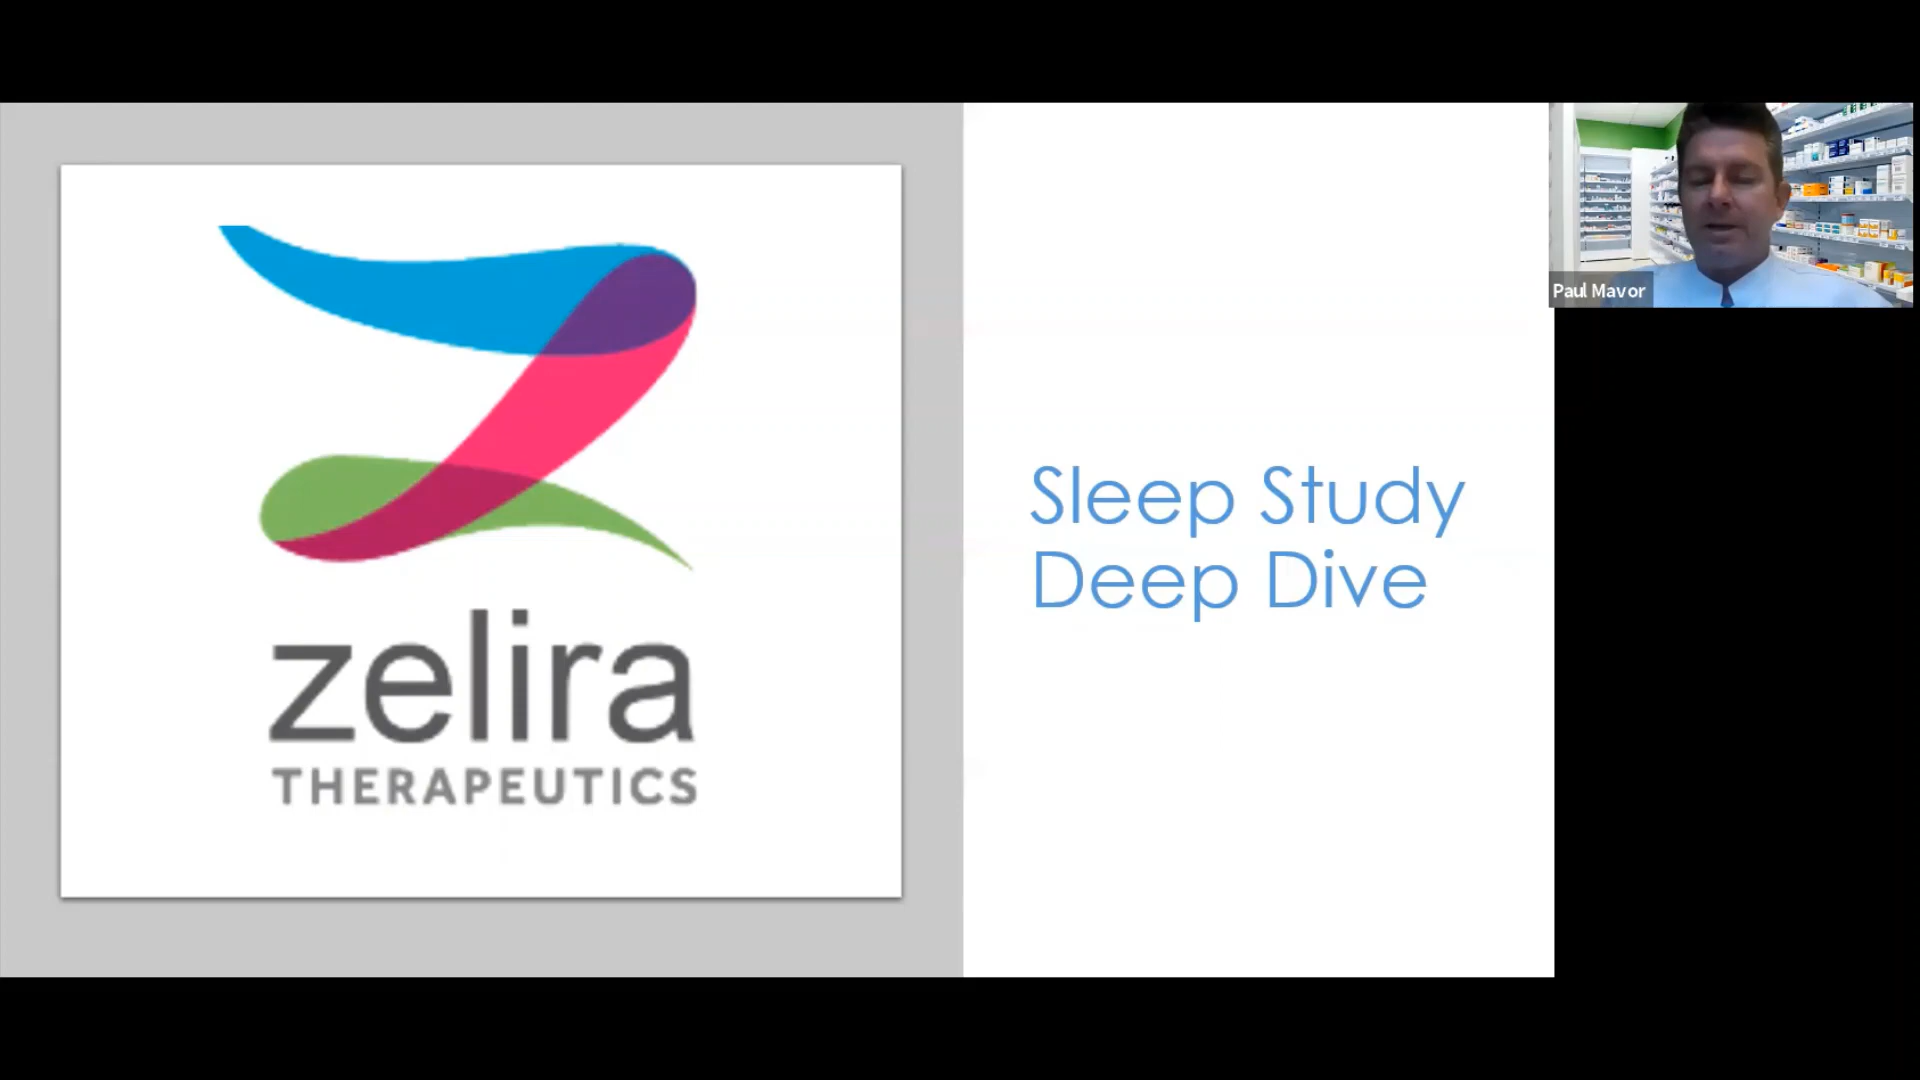 zelira
THERAPEUTICS
Sleep Study
Deep Dive
Paul Mavor